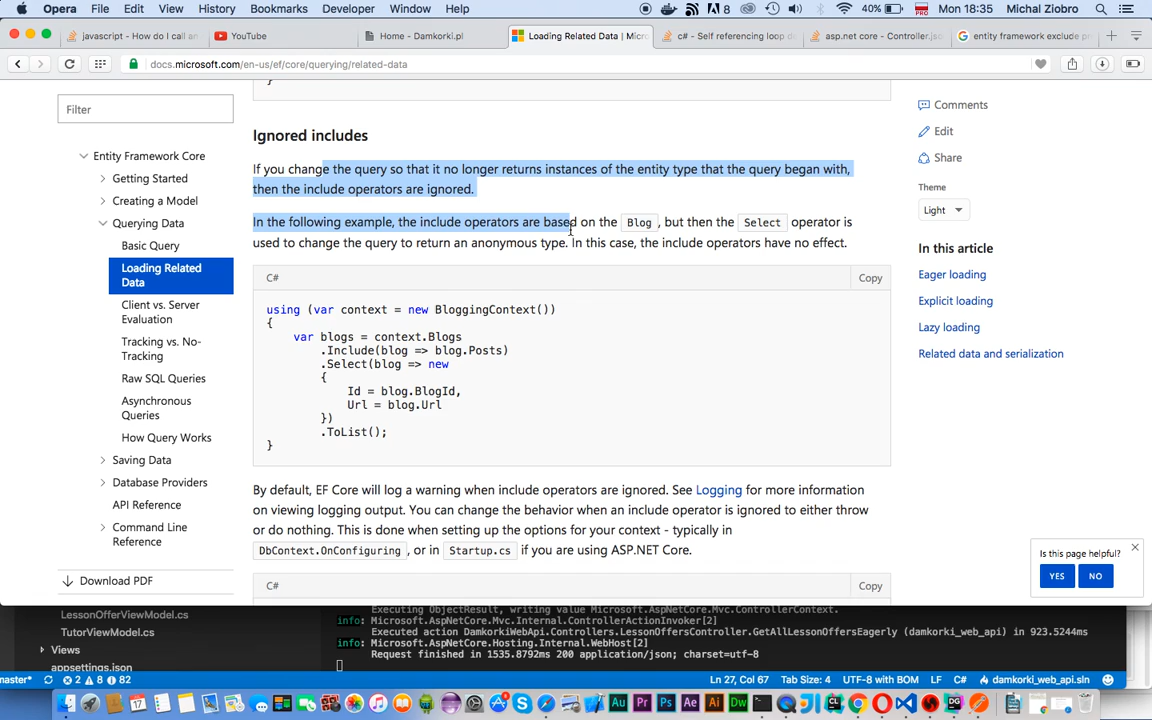 Opera File Edit View History Bookmarks Developer Window Help 8 40% Mon 18:35 Michal Ziobro
javascript - How do I call an YouTube Home - Damkorki.pl Loading Related Data | Micr c# - Self referencing loop d asp.net core - Controller.js entity framework exclude p
docs.microsoft.com/en-us/ef/core/querying/related-data
Filter
Entity Framework Core
Getting Started
Creating a Model
Querying Data
Basic Query
Loading Related
Data
Client vs. Server
Evaluation
Tracking vs. No-
Tracking
Raw SQL Queries
Asynchronous
Queries
How Query Works
Saving Data
Database Providers
API Reference
Command Line
Reference
Download PDF
}
Ignored includes
If you change the query so that it no longer returns instances of the entity type that the query began with,
then the include operators are ignored.
In the following example, the include operators are based on the Blog , but then the Select operator is
used to change the query to return an anonymous type. In this case, the include operators have no effect.
C# Copy
using (var context = new BloggingContext())
{
var blogs = context.Blogs
.Include(blog => blog.Posts)
.Select(blog => new
{
Id = blog.BlogId,
Url = blog.Url
})
.ToList();
}
By default, EF Core will log a warning when include operators are ignored. See Logging for more information
on viewing logging output. You can change the behavior when an include operator is ignored to either throw
or do nothing. This is done when setting up the options for your context - typically in
DbContext.OnConfiguring , or in Startup.cs if you are using ASP.NET Core.
C# Copy
Comments
Edit
Share
Theme
Light
In this article
Eager loading
Explicit loading
Lazy loading
Related data and serialization
Is this page helpful?
YES NO
LessonOfferViewModel.cs
TutorViewModel.cs
Views
appsettings.json
Executing ObjectResult, writing value Microsoft.AspNetCore.Mvc.ControllerContext.
info: Microsoft.AspNetCore.Mvc.Internal.ControllerActionInvoker[2]
Executed action DamkorkiWebApi.Controllers.LessonOffersController.GetAllLessonOffersEagerly (damkorki_web_api) in 923.5244ms
info: Microsoft.AspNetCore.Hosting.Internal.WebHost[2]
Request finished in 1535.8792ms 200 application/json; charset=utf-8
master* 2 8 82 Ln 27, Col 67 Tab Size: 4 UTF-8 with BOM LF C# damkorki_web_api.sln
17 Au Pr Ps Ae Ai Dw CL DG